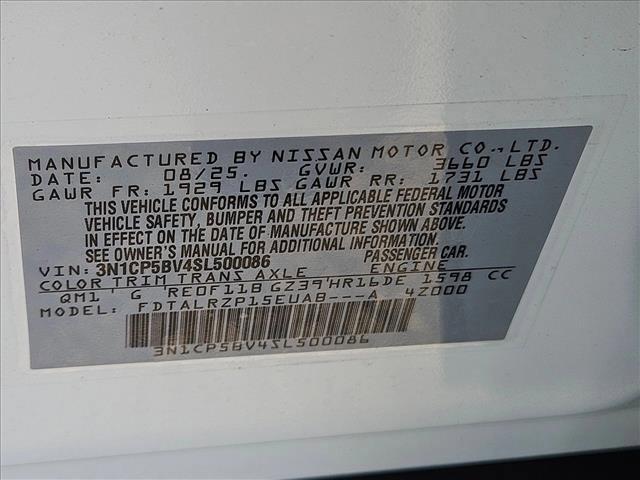 MANUFACTURED BY NISSAN MOTOR CO.,LTD.
DATE: 08/25. GVWR: 3660 LBS
GAWR FR: 1929 LBS GAWR RR: 1731 LBS
THIS VEHICLE CONFORMS TO ALL APPLICABLE FEDERAL MOTOR
VEHICLE SAFETY, BUMPER AND THEFT PREVENTION STANDARDS
IN EFFECT ON THE DATE OF MANUFACTURE SHOWN ABOVE.
SEE OWNER'S MANUAL FOR ADDITIONAL INFORMATION.
VIN: 3N1CP5BV4SL500086 PASSENGER CAR.
COLOR TRIM TRANS AXLE ENGINE
QM1 G RE0F11B GZ39 HR16DE 1598 CC
FDTALRZP15EUAB---A 4Z000
3N1CP5BV4SL500086